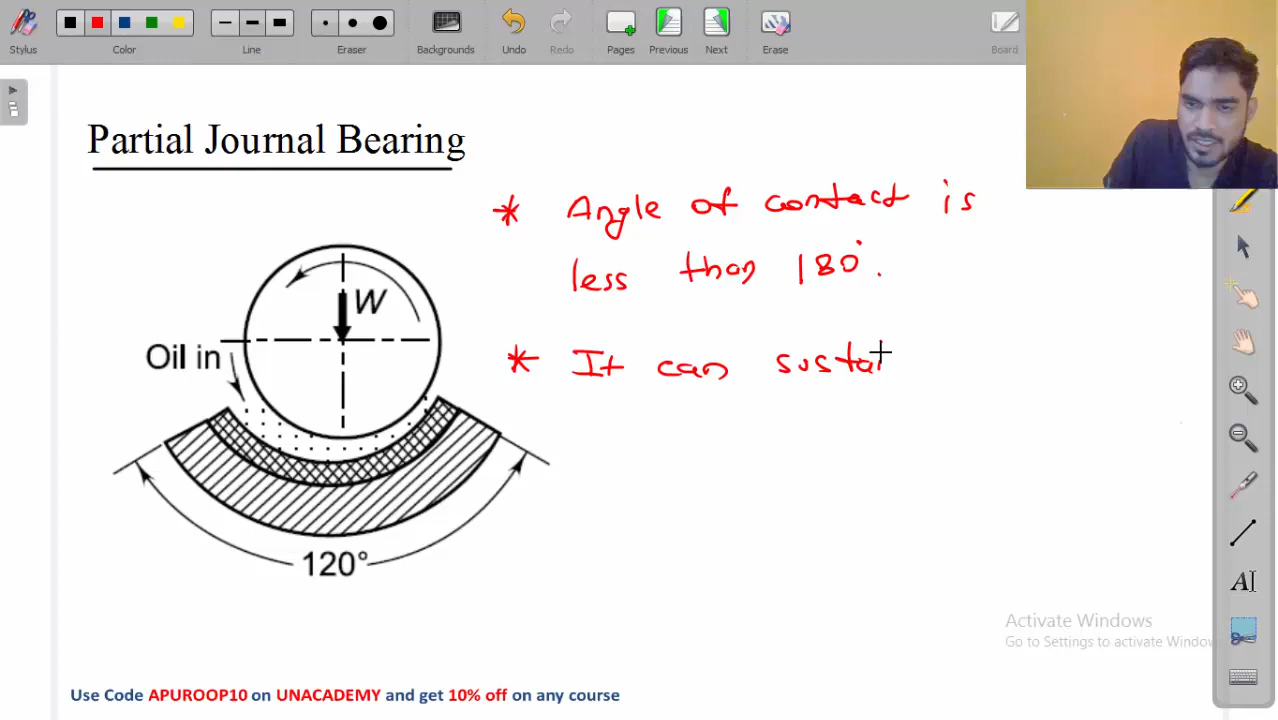 Stylus Color Line Eraser Backgrounds Undo Redo Pages Previous Next Erase Board
Partial Journal Bearing
* Angle of contact is
less than 180°.
* It can sustai
W
Oil in
120°
AI
Activate Windows
Go to Settings to activate Windows
Use Code APUROOP10 on UNACADEMY and get 10% off on any course